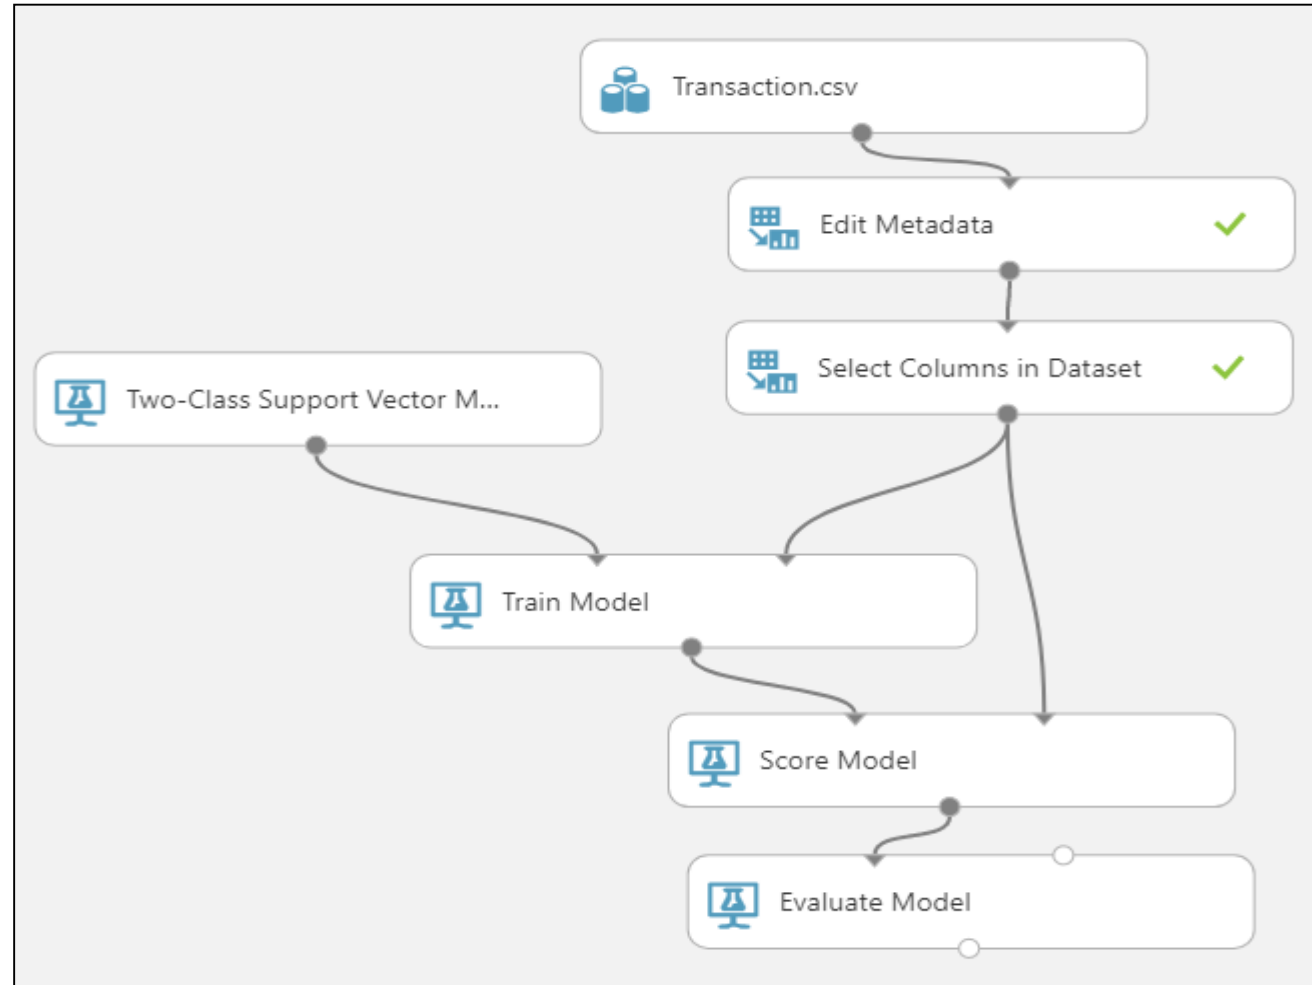 Transaction.csv
Edit Metadata
Select Columns in Dataset
Two-Class Support Vector M...
Train Model
Score Model
Evaluate Model